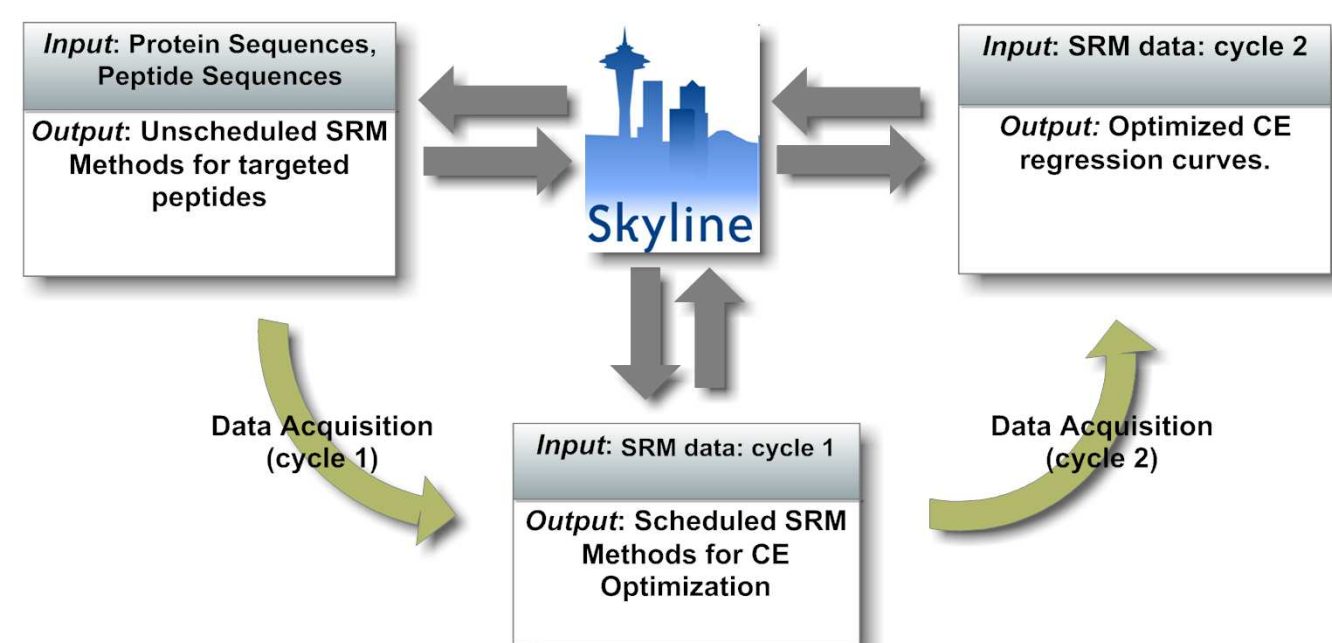 Input: Protein Sequences,
Peptide Sequences
Output: Unscheduled SRM
Methods for targeted
peptides
Skyline
Input: SRM data: cycle 2
Output: Optimized CE
regression curves.
Data Acquisition
(cycle 1)
Input: SRM data: cycle 1
Output: Scheduled SRM
Methods for CE
Optimization
Data Acquisition
(cycle 2)